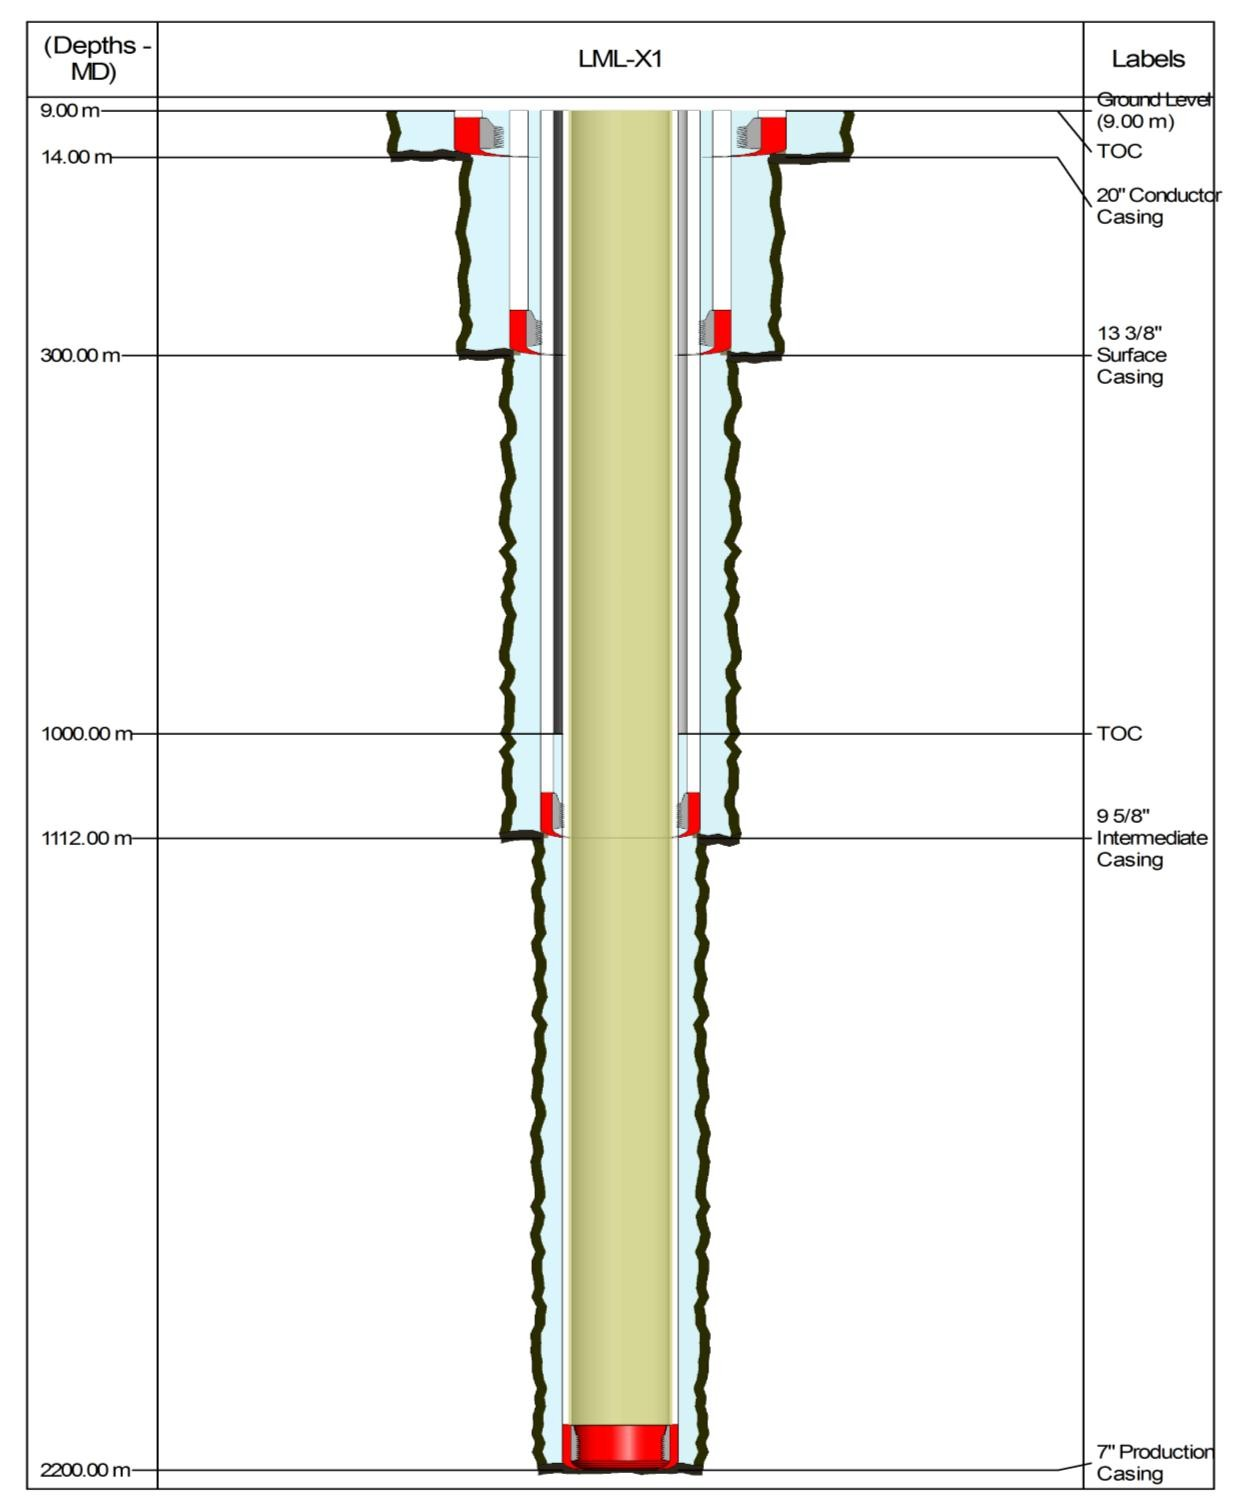 (Depths -
MD)
LML-X1
Labels
9.00 m
Ground Level
(9.00 m)
TOC
14.00 m
20" Conductor
Casing
300.00 m
13 3/8"
Surface
Casing
1000.00 m
TOC
1112.00 m
9 5/8"
Intermediate
Casing
2200.00 m
7" Production
Casing